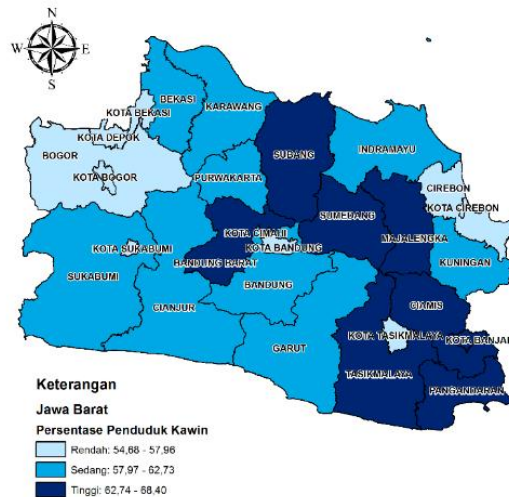 N
W E
S
BEKASI
KOTA BEKASI
KARAWANG
KOTA DEPOK
BOGOR
KOTA BOGOR
SUBANG
INDRAMAYU
PURWAKARTA
CIREBON
KOTA CIREBON
SUMEDANG
KOTA CIMAHI
MAJALENGKA
KOTA SUKABUMI
KOTA BANDUNG
BANDUNG BARAT
KUNINGAN
SUKABUMI
BANDUNG
CIANJUR
CIAMIS
KOTA TASIKMALAYA
KOTA BANJAR
GARUT
TASIKMALAYA
PANGANDARAN
Keterangan
Jawa Barat
Persentase Penduduk Kawin
Rendah: 54,68 - 57,96
Sedang: 57,97 - 62,73
Tinggi: 62,74 - 68,40